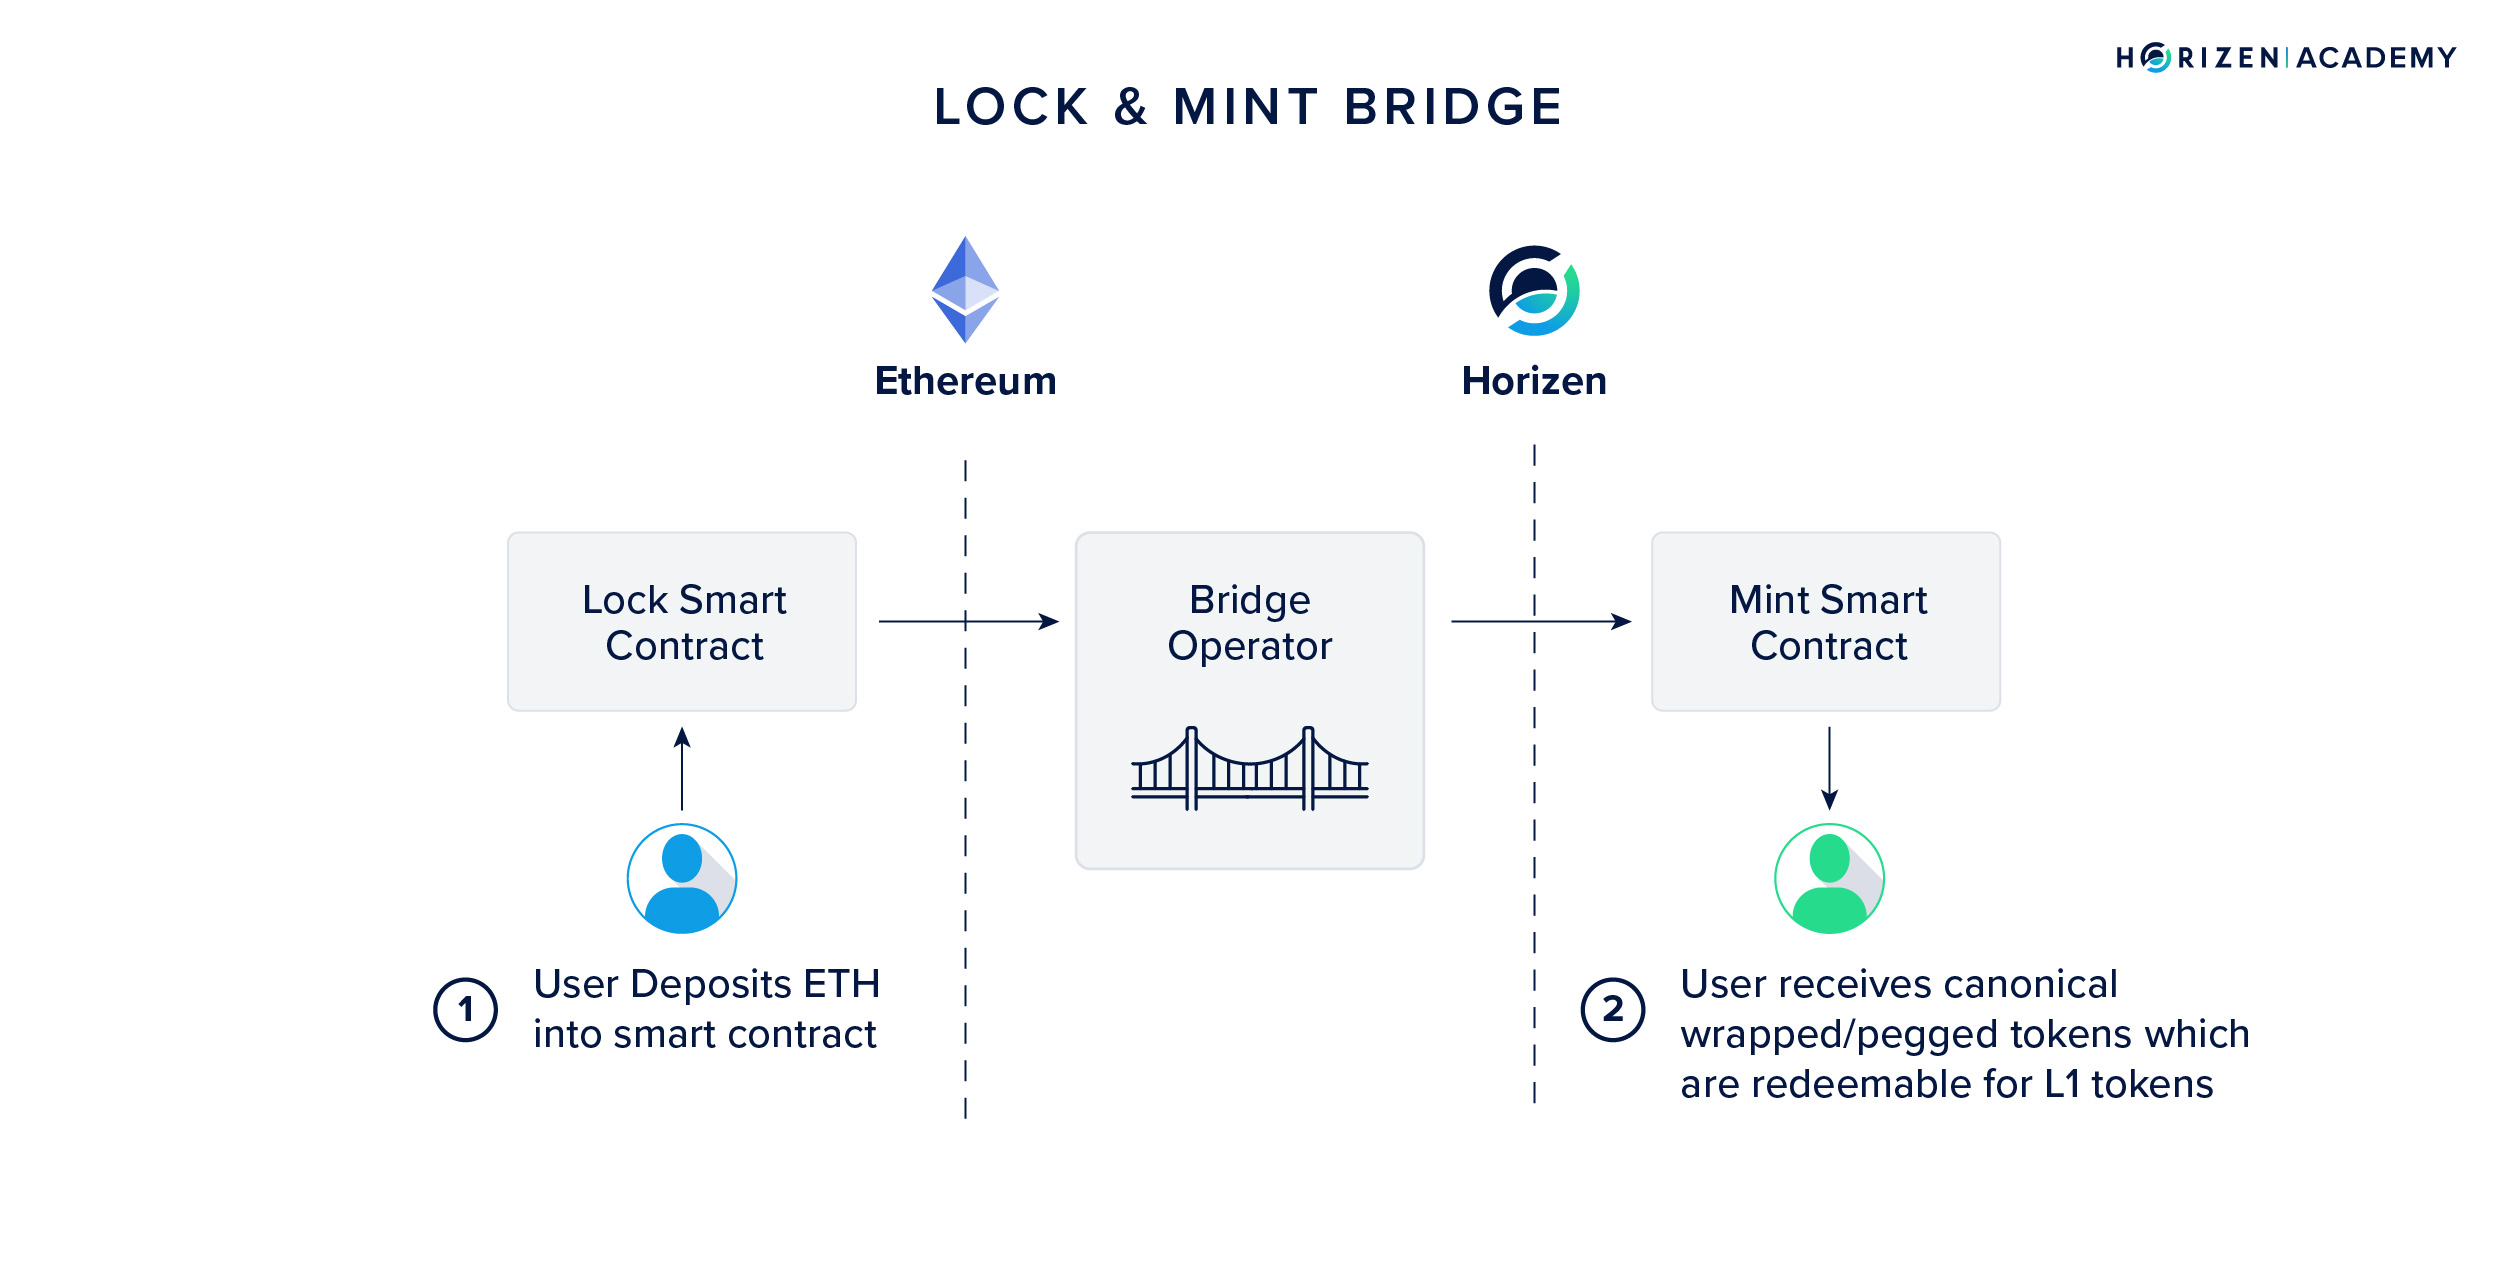 HORIZEN | ACADEMY
LOCK & MINT BRIDGE
Ethereum
Horizen
Lock Smart
Contract
Bridge
Operator
Mint Smart
Contract
1
User Deposits ETH
into smart contract
2
User receives canonical
wrapped/pegged tokens which
are redeemable for L1 tokens